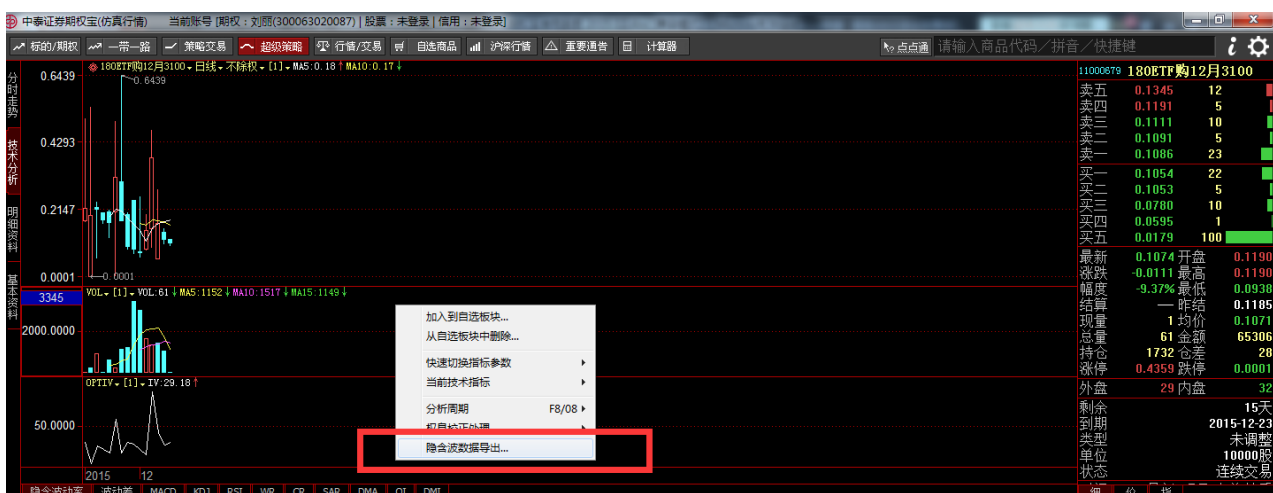 中泰证券期权宝(仿真行情) 当前账号 [期权：刘丽(300063020087) | 股票：未登录 | 信用：未登录]
标的/期权 一带一路 策略交易 超级策略 行情/交易 自选商品 沪深行情 重要通告 计算器 点点通 请输入商品代码/拼音/快捷键
分时走势
技术分析
明细资料
基本资料
180ETF购12月3100 日线 不除权 [1] MA5:0.18↑MA10:0.17↓
0.6439
0.6439
0.4293
0.2147
0.0001
0.0001
VOL [1] VOL:61↓MA5:1152↓MA10:1517↓MA15:1149↓
3345
2000.0000
OPTIV [1] IV:29.18↑
50.0000
2015 12
隐含波动率 波动差 MACD KDJ RSI WR CR SAR DMA OI DMI
加入到自选板块...
从自选板块中删除...
快速切换指标参数
当前技术指标
分析周期 F8/08
权息校正处理
隐含波数据导出...
11000679 180ETF购12月3100
卖五 0.1345 12
卖四 0.1191 5
卖三 0.1111 10
卖二 0.1091 5
卖一 0.1086 23
买一 0.1054 22
买二 0.1053 5
买三 0.0780 10
买四 0.0595 1
买五 0.0179 100
最新 0.1074 开盘 0.1190
涨跌 -0.0111 最高 0.1190
幅度 -9.37% 最低 0.0938
结算 — 昨结 0.1185
现量 1 均价 0.1071
总量 61 金额 65306
持仓 1732 仓差 28
涨停 0.4359 跌停 0.0001
外盘 29 内盘 32
剩余 15天
到期 2015-12-23
类型 未调整
单位 10000股
状态 连续交易
细 价 指